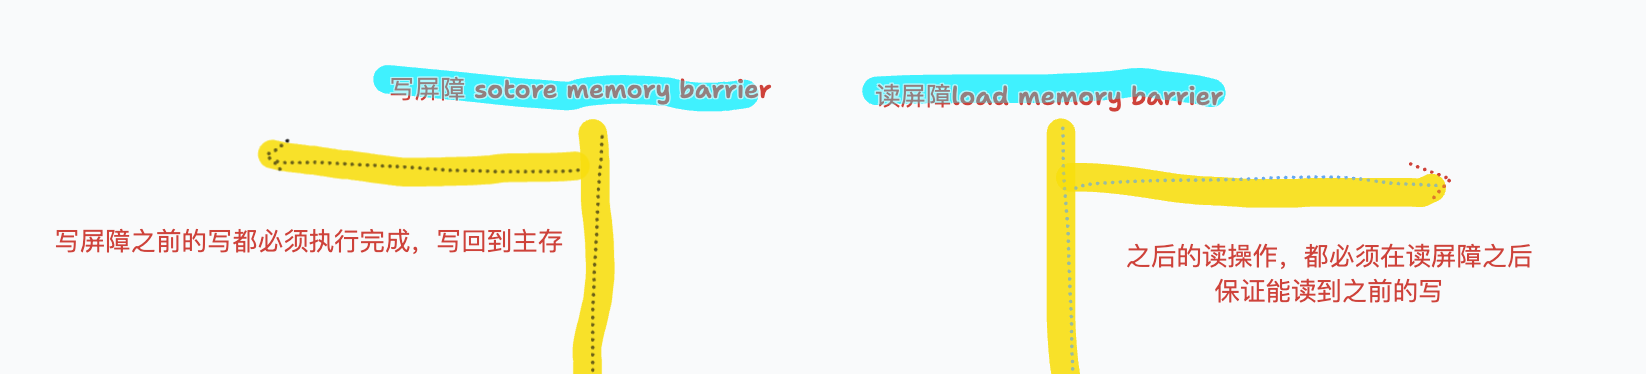 写屏障 sotore memory barrier
写屏障之前的写都必须执行完成，写回到主存
读屏障load memory barrier
之后的读操作，都必须在读屏障之后
保证能读到之前的写